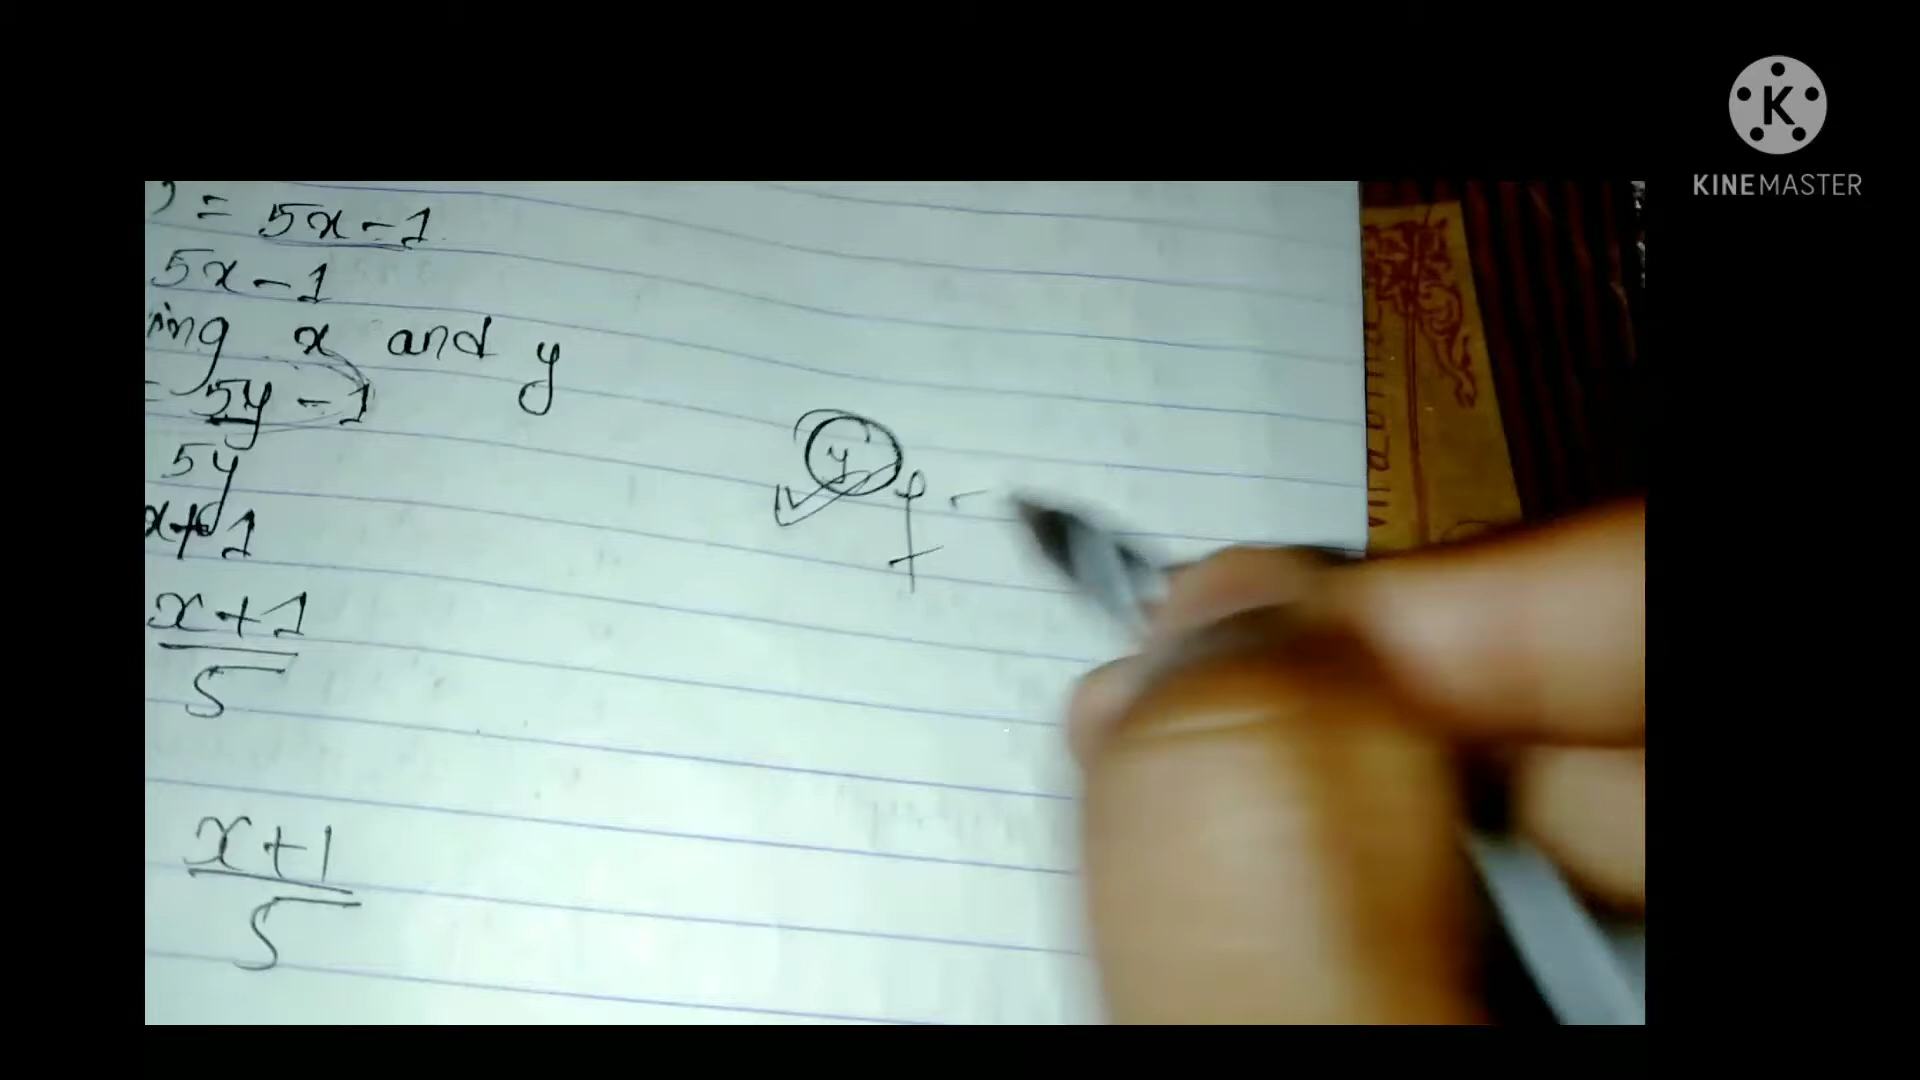 ) = 5x-1
5x-1
ing x and y
= 5y - 1
5y
x+1
x+1
5
x+1
5
y
f -
K
KINEMASTER